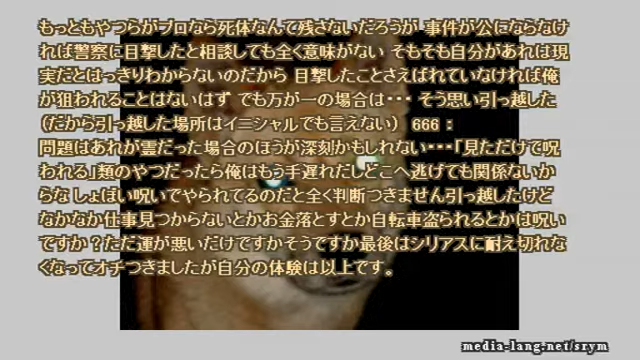 もっともやつらがプロなら死体なんて残さないだろうが 事件が公にならなけ
れば警察に目撃したと相談しても全く意味がない そもそも自分があれは現
実だとはっきりわからないのだから 目撃したことさえばれていなければ俺
が狙われることはないはず でも万が一の場合は・・・ そう思い引っ越した
（だから引っ越した場所はイニシャルでも言えない） 666 :
問題はあれが霊だった場合のほうが深刻かもしれない・・・「見ただけで呪
われる」類のやつだったら俺はもう手遅れだしどこへ逃げても関係ないか
らな しょぼい呪いでやられてるのだと全く判断つきません引っ越したけど
なかなか仕事見つからないとかお金落とすとか自転車盗られるとかは呪い
ですか？ただ運が悪いだけですかそうですか最後はシリアスに耐え切れな
くなってオチつきましたが自分の体験は以上です。
media-lang-net/srym